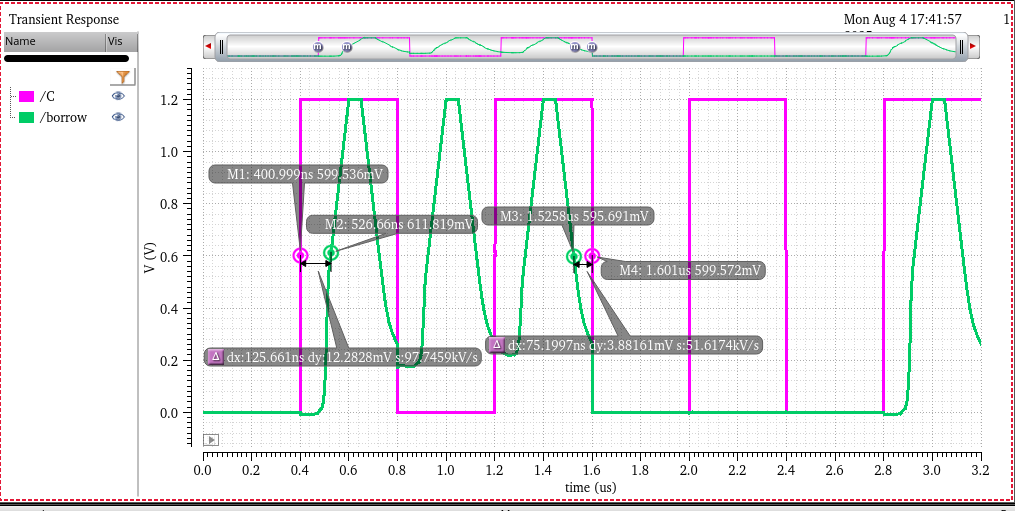 Transient Response
Mon Aug 4 17:41:57
1
Name
Vis
/C
/borrow
V (V)
1.2
1.0
0.8
0.6
0.4
0.2
0.0
M1: 400.999ns 599.536mV
M2: 526.66ns 611.819mV
M3: 1.5258us 595.691mV
M4: 1.601us 599.572mV
Δ dx:125.661ns dy:12.2828mV s:97.7459kV/s
Δ dx:75.1997ns dy:3.88161mV s:51.6174kV/s
0.0 0.2 0.4 0.6 0.8 1.0 1.2 1.4 1.6 1.8 2.0 2.2 2.4 2.6 2.8 3.0 3.2
time (us)